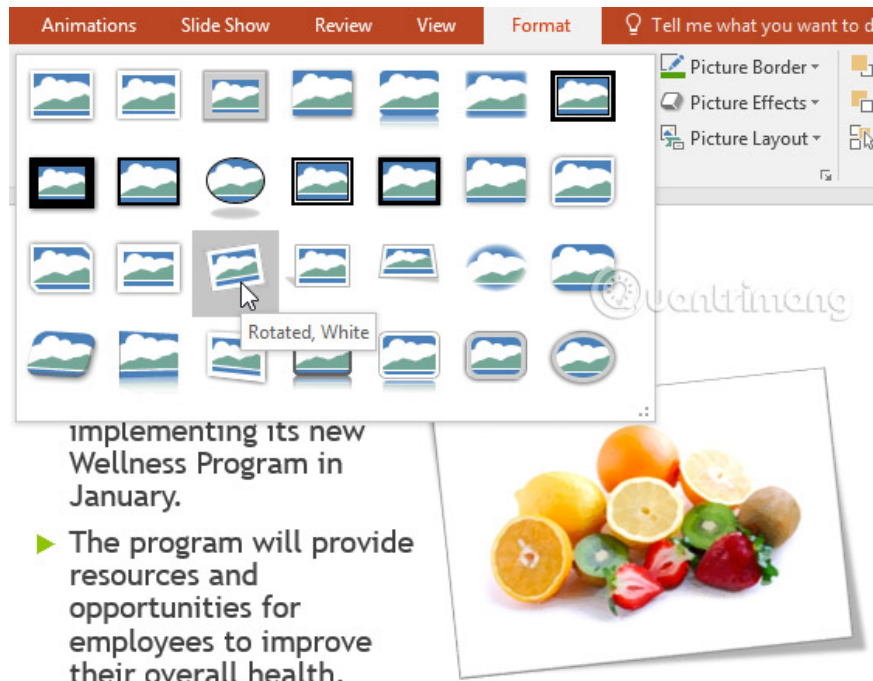 Animations Slide Show Review View Format Tell me what you want to d
Picture Border
Picture Effects
Picture Layout
Rotated, White
uantrimang
implementing its new
Wellness Program in
January.
The program will provide
resources and
opportunities for
employees to improve
their overall health.